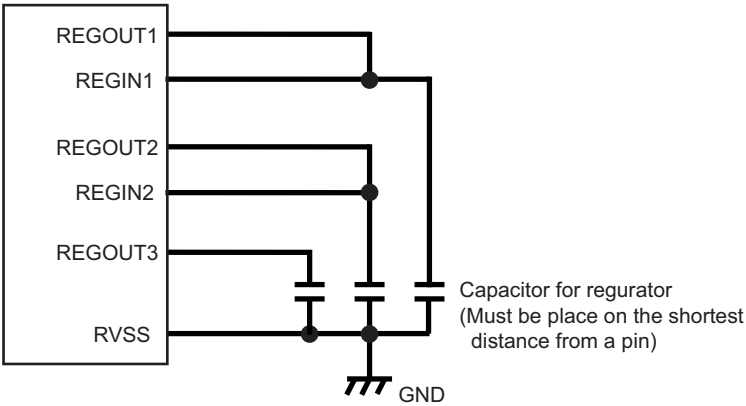 REGOUT1
REGIN1
REGOUT2
REGIN2
REGOUT3
RVSS
Capacitor for regurator
(Must be place on the shortest
distance from a pin)
GND